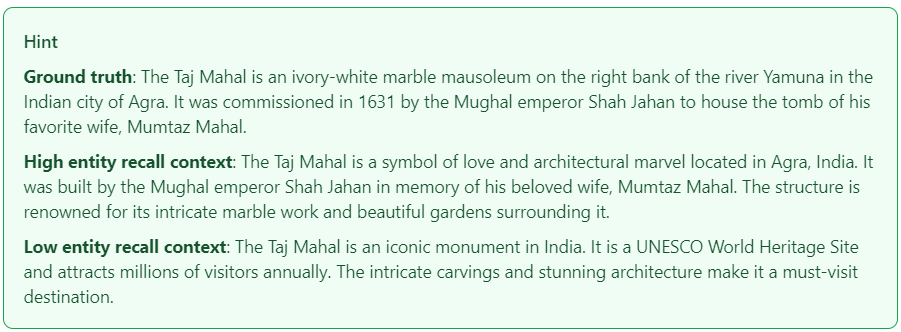 Hint
Ground truth: The Taj Mahal is an ivory-white marble mausoleum on the right bank of the river Yamuna in the
Indian city of Agra. It was commissioned in 1631 by the Mughal emperor Shah Jahan to house the tomb of his
favorite wife, Mumtaz Mahal.
High entity recall context: The Taj Mahal is a symbol of love and architectural marvel located in Agra, India. It
was built by the Mughal emperor Shah Jahan in memory of his beloved wife, Mumtaz Mahal. The structure is
renowned for its intricate marble work and beautiful gardens surrounding it.
Low entity recall context: The Taj Mahal is an iconic monument in India. It is a UNESCO World Heritage Site
and attracts millions of visitors annually. The intricate carvings and stunning architecture make it a must-visit
destination.